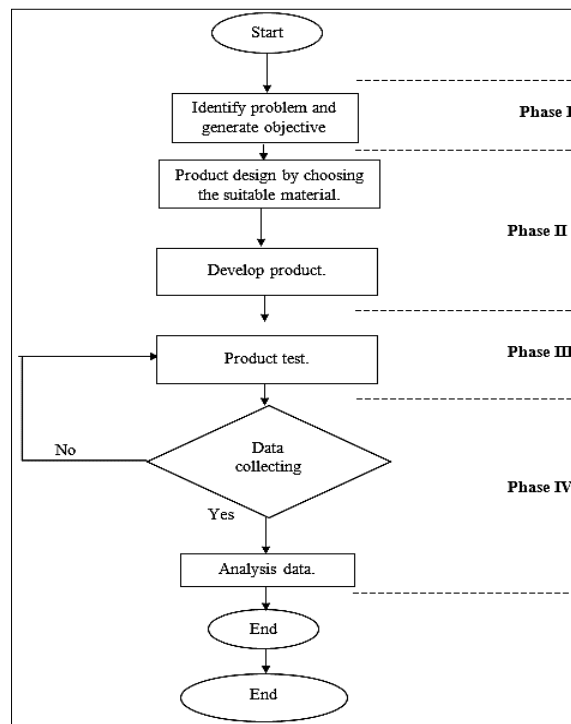 Start
Identify problem and
generate objective
Phase I
Product design by choosing
the suitable material.
Phase II
Develop product.
Product test.
Phase III
Data
collecting
No
Yes
Phase IV
Analysis data.
End
End